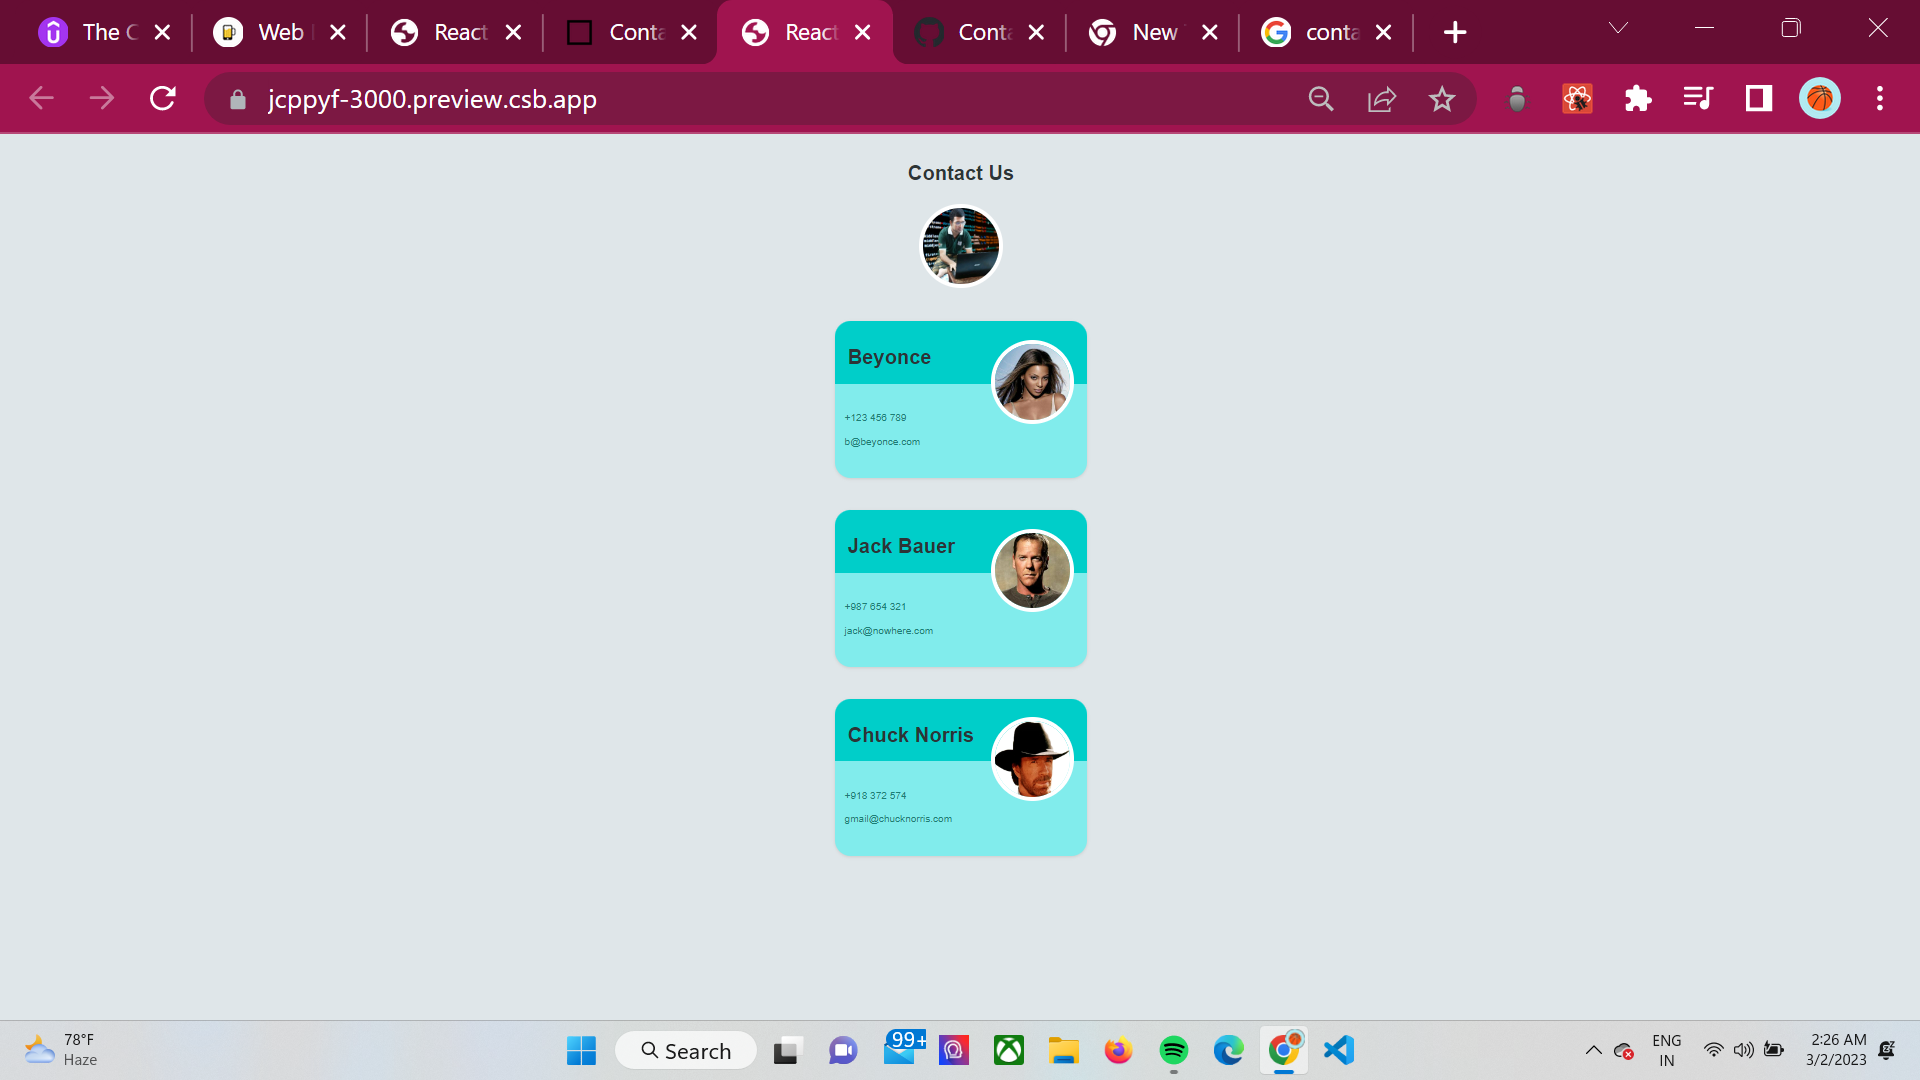 The C
Web
React
Conta
React
Conta
New
conta
jcppyf-3000.preview.csb.app
Contact Us
Beyonce
+123 456 789
b@beyonce.com
Jack Bauer
+987 654 321
jack@nowhere.com
Chuck Norris
+918 372 574
gmail@chucknorris.com
78°F
Haze
Search
99+
ENG
IN
2:26 AM
3/2/2023